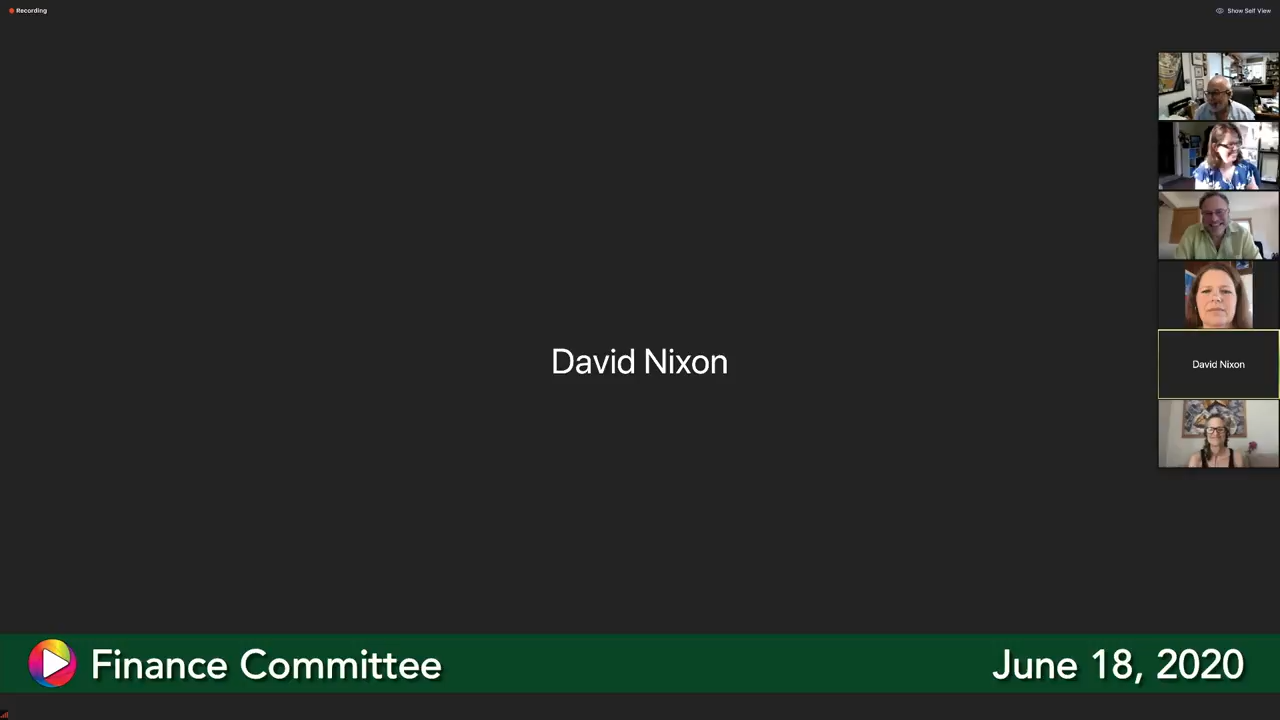 Recording
Show Self View
David Nixon
David Nixon
Finance Committee
June 18, 2020